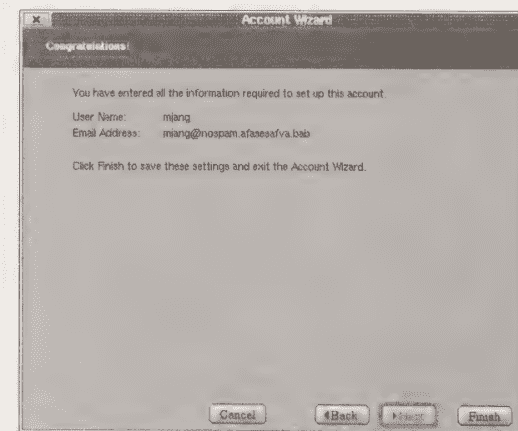 Account Wizard
Congratulations!
You have entered all the information required to set up this account.
User Name: mjang
Email Address: mjang@nospam.afasesafva.bab
Click Finish to save these settings and exit the Account Wizard.
Cancel
Back
Next
Finish